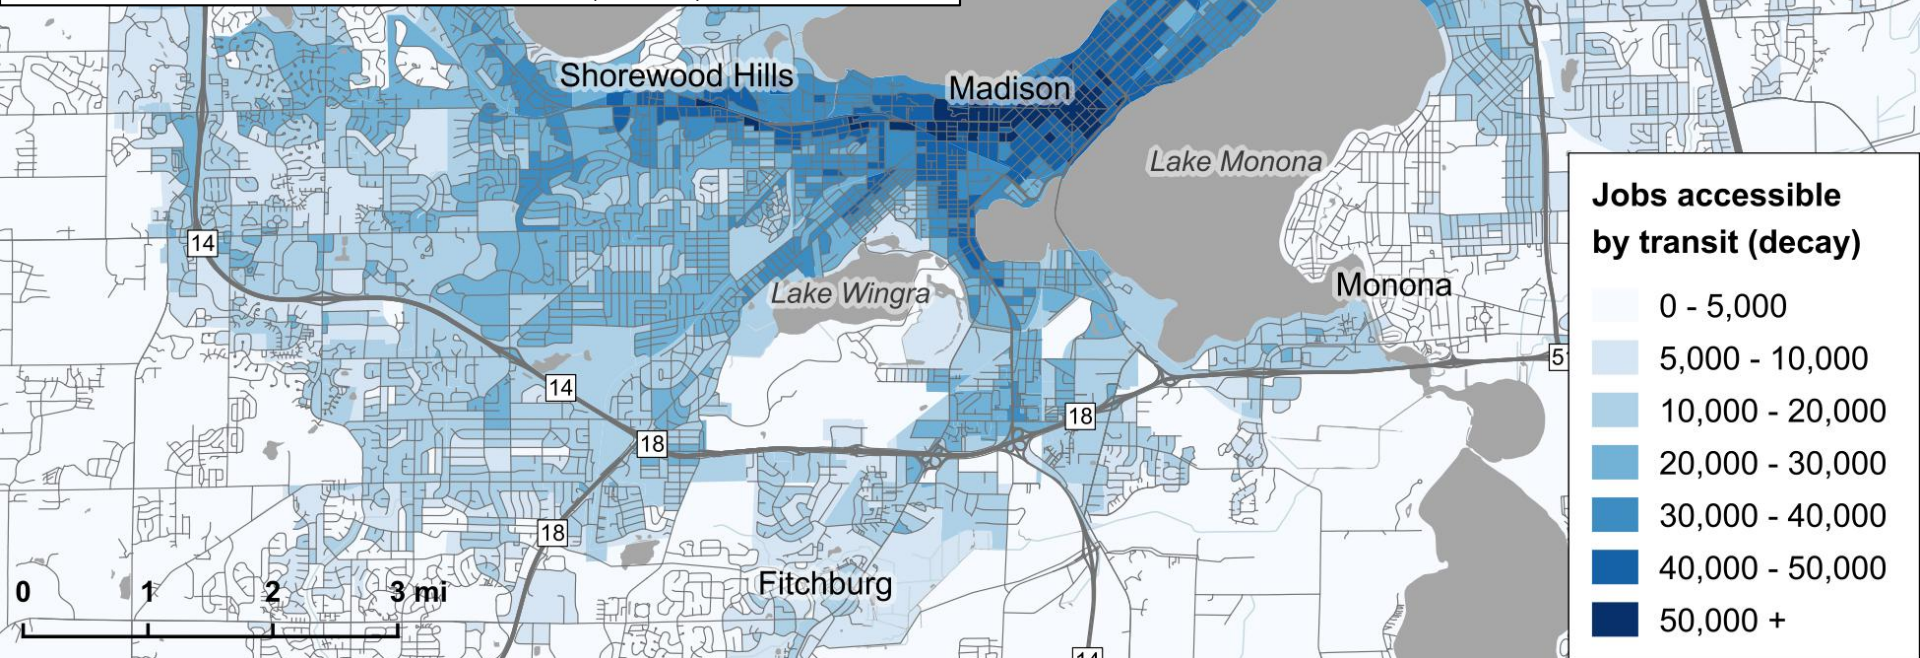 Shorewood Hills
Madison
Lake Monona
14
Lake Wingra
Monona
14
18
18
18
Fitchburg
0 1 2 3 mi
Jobs accessible
by transit (decay)
0 - 5,000
5,000 - 10,000
10,000 - 20,000
20,000 - 30,000
30,000 - 40,000
40,000 - 50,000
50,000 +